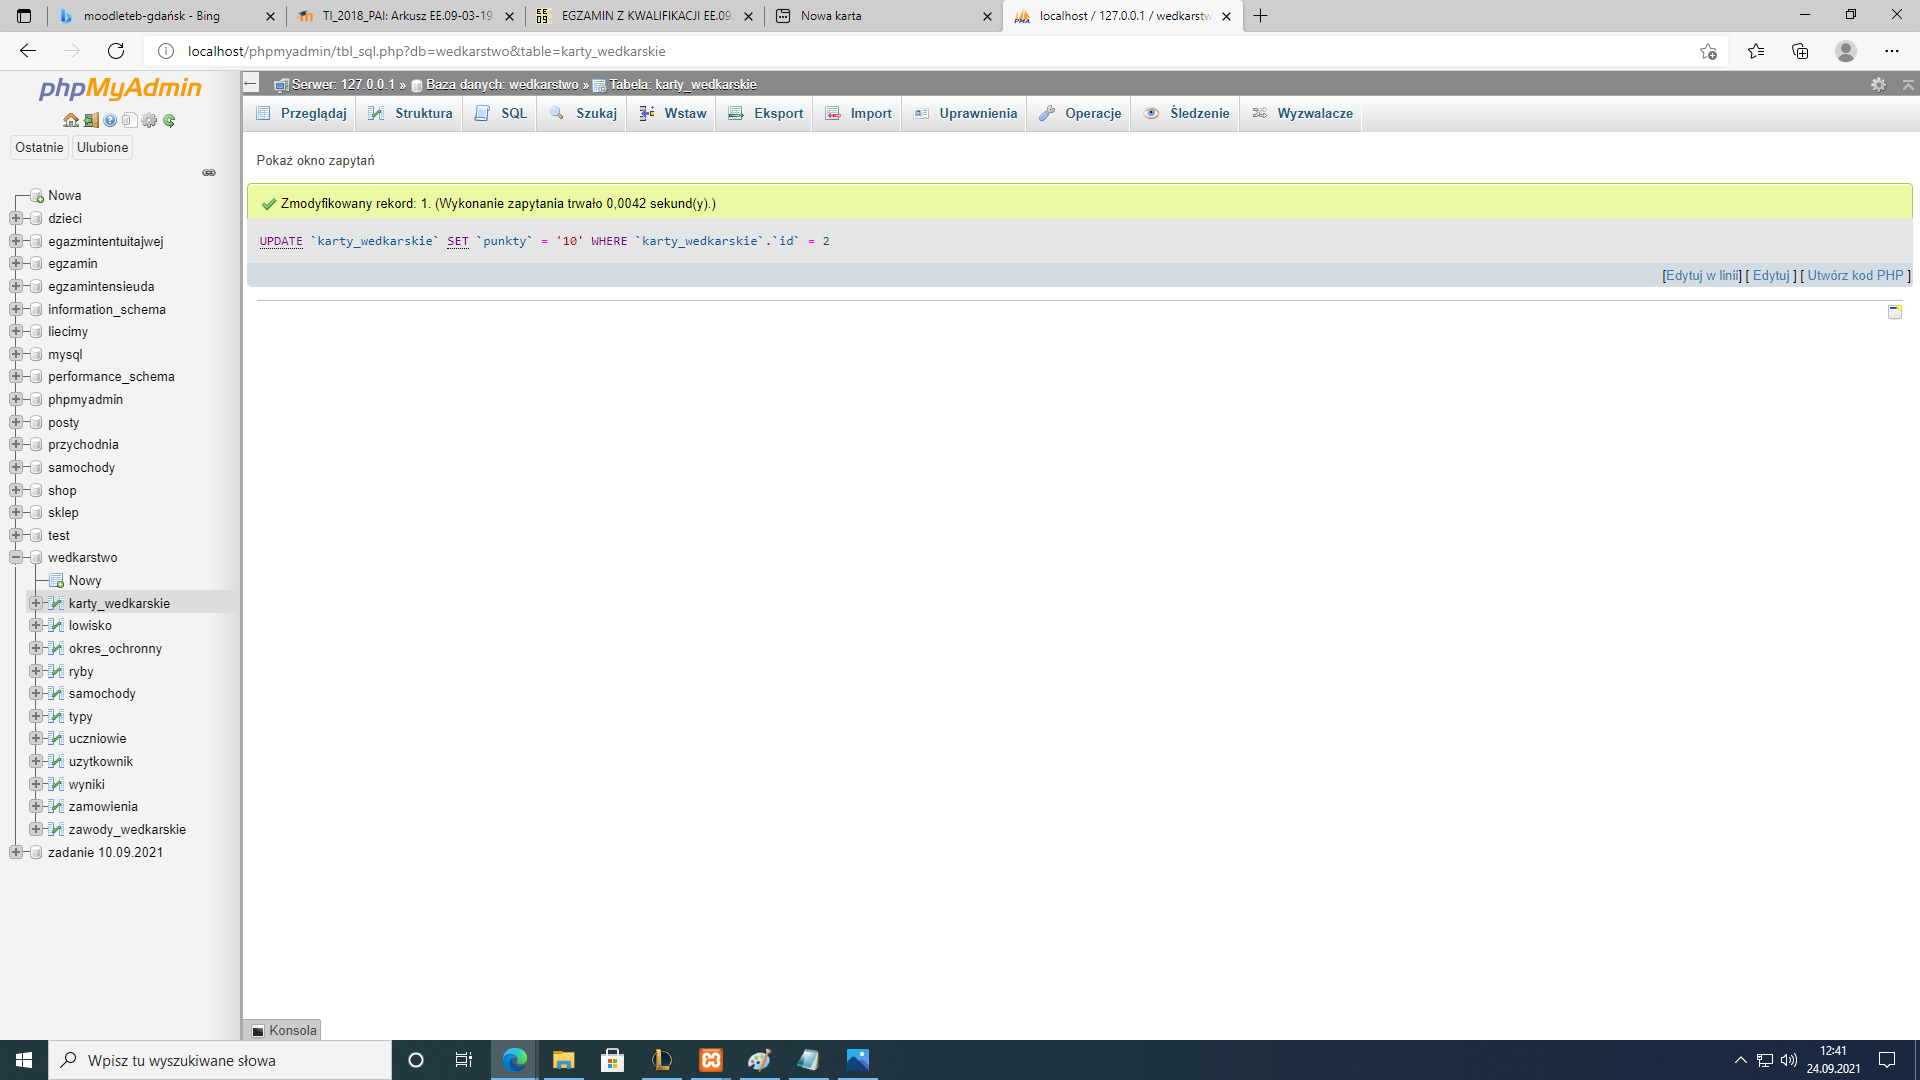 moodleteb-gdańsk - Bing
TI_2018_PAI: Arkusz EE.09-03-19
EGZAMIN Z KWALIFIKACJI EE.09
Nowa karta
localhost / 127.0.0.1 / wedkarstw
localhost/phpmyadmin/tbl_sql.php?db=wedkarstwo&table=karty_wedkarskie
phpMyAdmin
Ostatnie
Ulubione
Nowa
dzieci
egazmintentuitajwej
egzamin
egzamintensieuda
information_schema
liecimy
mysql
performance_schema
phpmyadmin
posty
przychodnia
samochody
shop
sklep
test
wedkarstwo
Nowy
karty_wedkarskie
lowisko
okres_ochronny
ryby
samochody
typy
uczniowie
uzytkownik
wyniki
zamowienia
zawody_wedkarskie
zadanie 10.09.2021
Serwer: 127.0.0.1 » Baza danych: wedkarstwo » Tabela: karty_wedkarskie
Przeglądaj
Struktura
SQL
Szukaj
Wstaw
Eksport
Import
Uprawnienia
Operacje
Śledzenie
Wyzwalacze
Pokaż okno zapytań
Zmodyfikowany rekord: 1. (Wykonanie zapytania trwało 0,0042 sekund(y).)
UPDATE `karty_wedkarskie` SET `punkty` = '10' WHERE `karty_wedkarskie`.`id` = 2
[Edytuj w linii] [ Edytuj ] [ Utwórz kod PHP ]
Konsola
Wpisz tu wyszukiwane słowa
12:41
24.09.2021